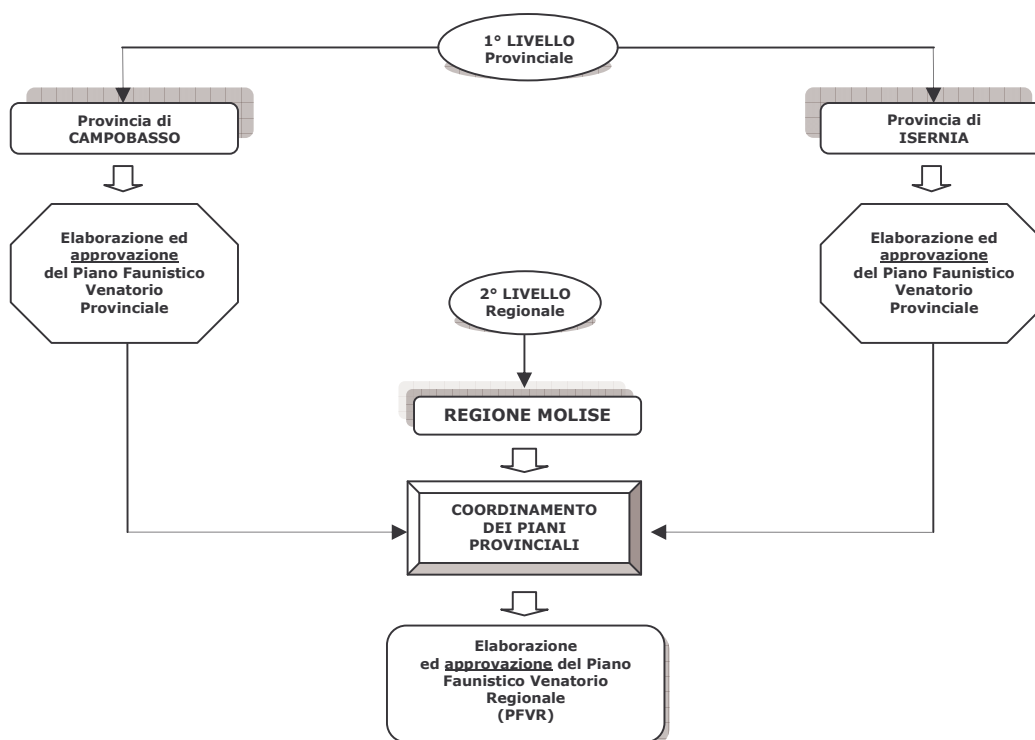 1° LIVELLO
Provinciale
Provincia di
CAMPOBASSO
Provincia di
ISERNIA
Elaborazione ed
approvazione
del Piano Faunistico
Venatorio
Provinciale
Elaborazione ed
approvazione
del Piano Faunistico
Venatorio
Provinciale
2° LIVELLO
Regionale
REGIONE MOLISE
COORDINAMENTO
DEI PIANI
PROVINCIALI
Elaborazione
ed approvazione del Piano
Faunistico Venatorio
Regionale
(PFVR)